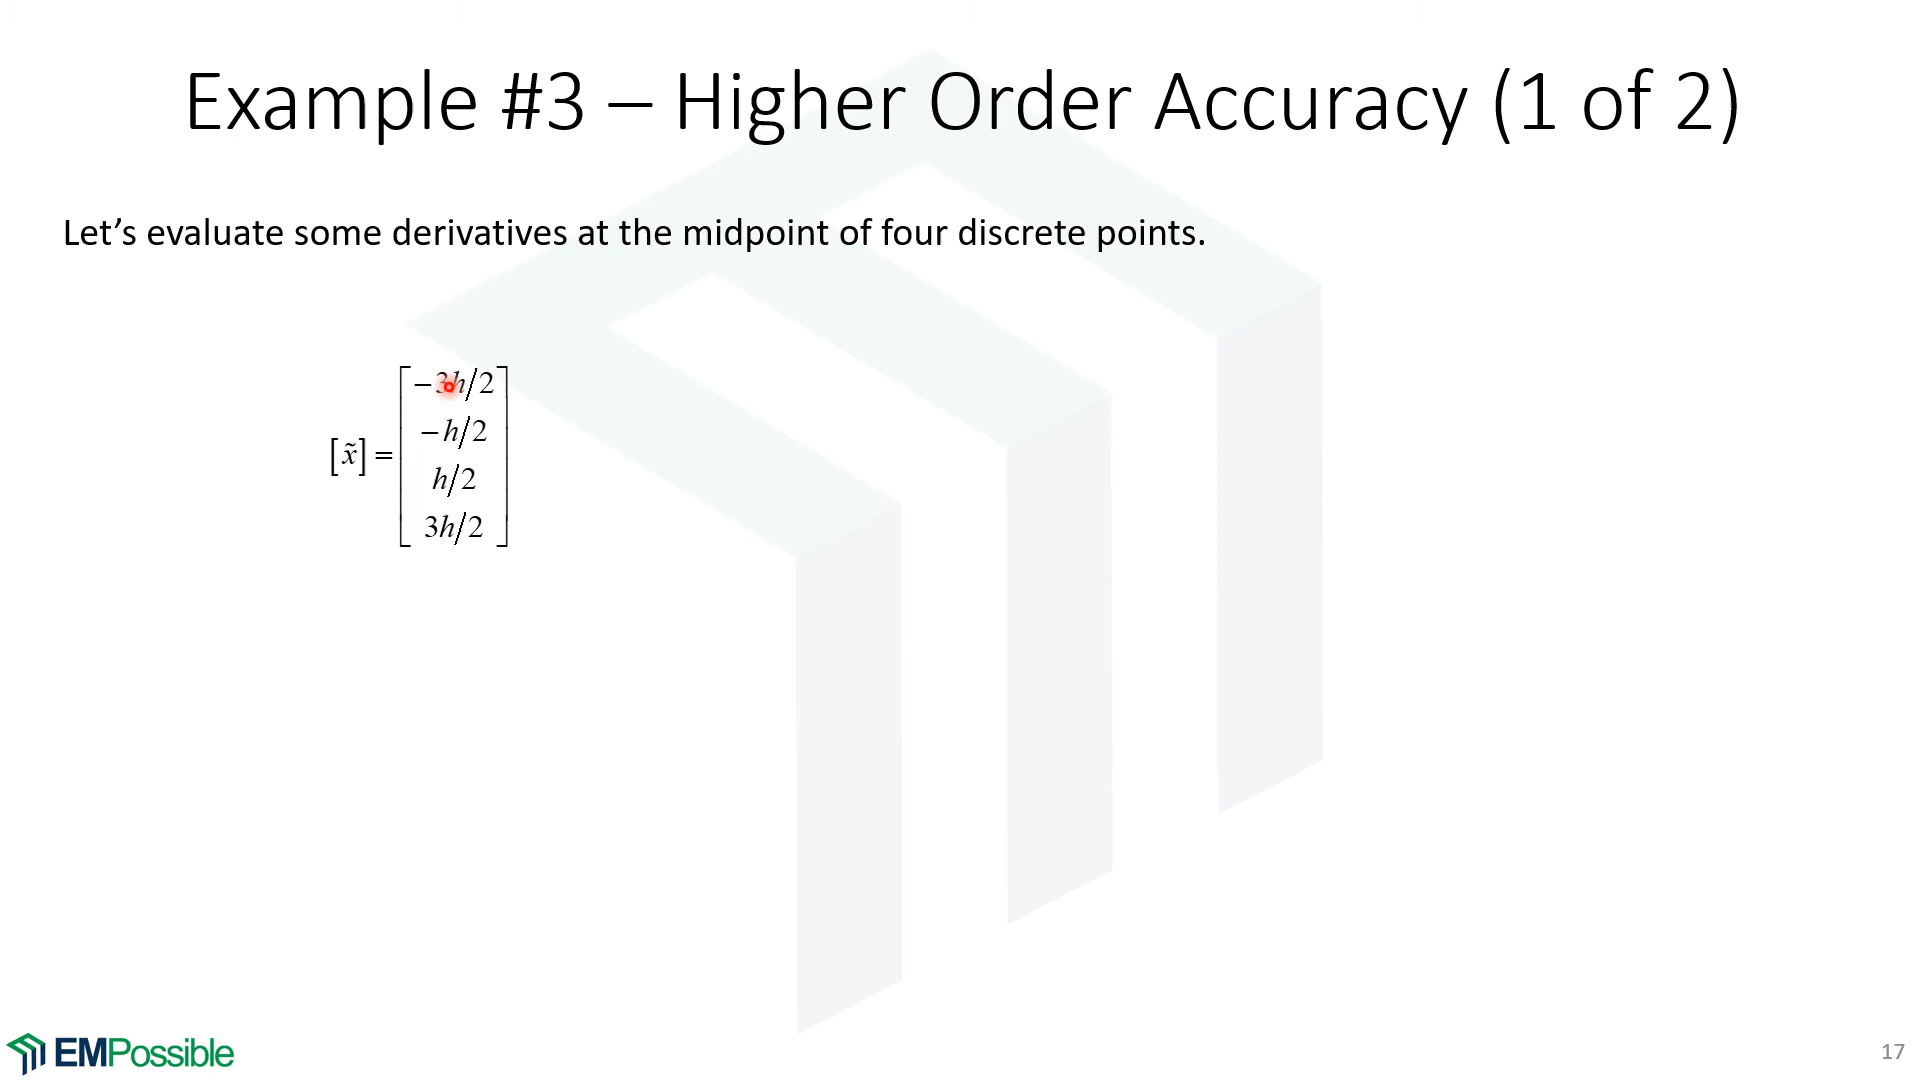 Example #3 – Higher Order Accuracy (1 of 2)
Let’s evaluate some derivatives at the midpoint of four discrete points.
−3h/2
−h/2
[x̃] =
h/2
3h/2
EMPossible
17